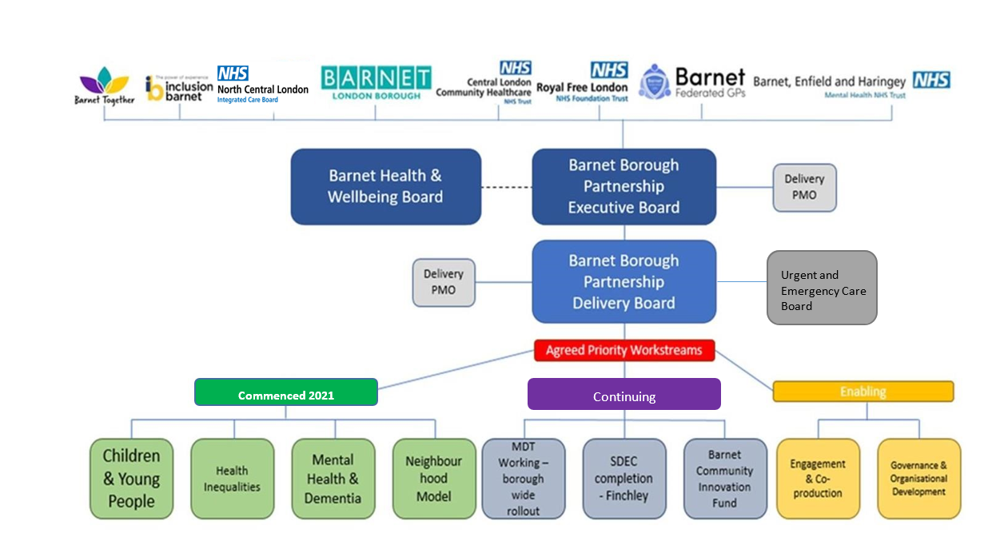 Barnet Together
The power of experience
inclusion
barnet
NHS
North Central London
Integrated Care Board
BARNET
LONDON BOROUGH
NHS
Central London
Community Healthcare
NHS Trust
NHS
Royal Free London
NHS Foundation Trust
Barnet
Federated GPs
Barnet, Enfield and Haringey NHS
Mental Health NHS Trust
Barnet Health &
Wellbeing Board
Barnet Borough
Partnership
Executive Board
Delivery
PMO
Delivery
PMO
Barnet Borough
Partnership
Delivery Board
Urgent and
Emergency Care
Board
Agreed Priority Workstreams
Commenced 2021
Continuing
Enabling
Children
& Young
People
Health
Inequalities
Mental
Health &
Dementia
Neighbour
hood
Model
MDT
Working –
borough
wide
rollout
SDEC
completion
- Finchley
Barnet
Community
Innovation
Fund
Engagement
& Co-
production
Governance &
Organisational
Development